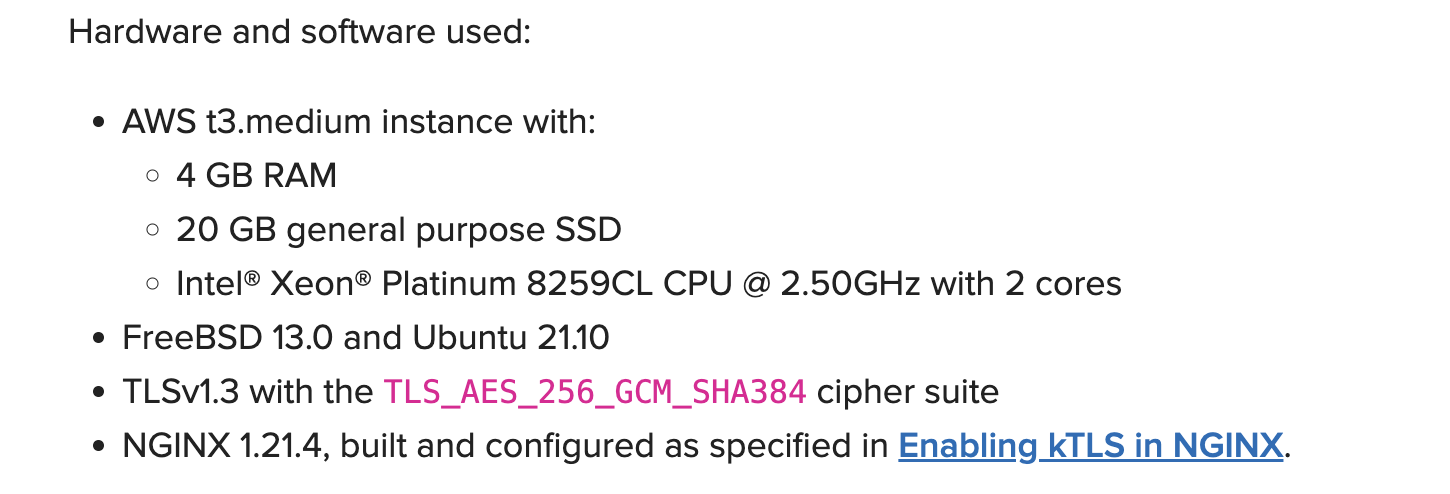 Hardware and software used:
• AWS t3.medium instance with:
◦ 4 GB RAM
◦ 20 GB general purpose SSD
◦ Intel® Xeon® Platinum 8259CL CPU @ 2.50GHz with 2 cores
• FreeBSD 13.0 and Ubuntu 21.10
• TLSv1.3 with the TLS_AES_256_GCM_SHA384 cipher suite
• NGINX 1.21.4, built and configured as specified in Enabling kTLS in NGINX.